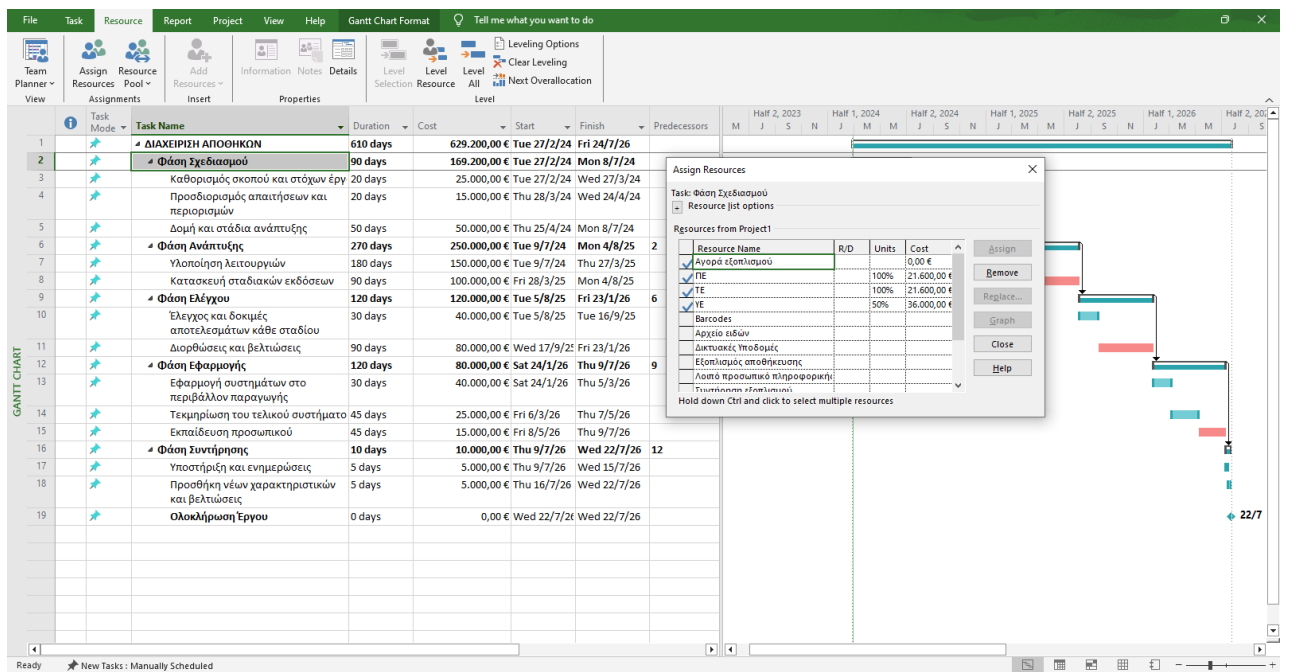 File Task Resource Report Project View Help Gantt Chart Format Tell me what you want to do
Team Planner
Assign Resources
Resource Pool
Add Resources
Information Notes Details
Level Selection
Level Resource
Level All
Leveling Options
Clear Leveling
Next Overallocation
View Assignments Insert Properties Level
Task Mode Task Name Duration Cost Start Finish Predecessors
Half 2, 2023 Half 1, 2024 Half 2, 2024 Half 1, 2025 Half 2, 2025 Half 1, 2026 Half 2, 202
M J S N J M M J S N J M M J S N J M M J S
1 ΔΙΑΧΕΙΡΙΣΗ ΑΠΟΘΗΚΩΝ 610 days 629.200,00 € Tue 27/2/24 Fri 24/7/26
2 Φάση Σχεδιασμού 90 days 169.200,00 € Tue 27/2/24 Mon 8/7/24
3 Καθορισμός σκοπού και στόχων έργ 20 days 25.000,00 € Tue 27/2/24 Wed 27/3/24
4 Προσδιορισμός απαιτήσεων και περιορισμών 20 days 15.000,00 € Thu 28/3/24 Wed 24/4/24
5 Δομή και στάδια ανάπτυξης 50 days 50.000,00 € Thu 25/4/24 Mon 8/7/24
6 Φάση Ανάπτυξης 270 days 250.000,00 € Tue 9/7/24 Mon 4/8/25 2
7 Υλοποίηση λειτουργιών 180 days 150.000,00 € Tue 9/7/24 Thu 27/3/25
8 Κατασκευή σταδιακών εκδόσεων 90 days 100.000,00 € Fri 28/3/25 Mon 4/8/25
9 Φάση Ελέγχου 120 days 120.000,00 € Tue 5/8/25 Fri 23/1/26 6
10 Έλεγχος και δοκιμές αποτελεσμάτων κάθε σταδίου 30 days 40.000,00 € Tue 5/8/25 Tue 16/9/25
11 Διορθώσεις και βελτιώσεις 90 days 80.000,00 € Wed 17/9/25 Fri 23/1/26
12 Φάση Εφαρμογής 120 days 80.000,00 € Sat 24/1/26 Thu 9/7/26 9
13 Εφαρμογή συστημάτων στο περιβάλλον παραγωγής 30 days 40.000,00 € Sat 24/1/26 Thu 5/3/26
14 Τεκμηρίωση του τελικού συστήματο 45 days 25.000,00 € Fri 6/3/26 Thu 7/5/26
15 Εκπαίδευση προσωπικού 45 days 15.000,00 € Fri 8/5/26 Thu 9/7/26
16 Φάση Συντήρησης 10 days 10.000,00 € Thu 9/7/26 Wed 22/7/26 12
17 Υποστήριξη και ενημερώσεις 5 days 5.000,00 € Thu 9/7/26 Wed 15/7/26
18 Προσθήκη νέων χαρακτηριστικών και βελτιώσεις 5 days 5.000,00 € Thu 16/7/26 Wed 22/7/26
19 Ολοκλήρωση Έργου 0 days 0,00 € Wed 22/7/26 Wed 22/7/26
22/7
GANTT CHART
Assign Resources
Task: Φάση Σχεδιασμού
Resource list options
Resources from Project1
Resource Name R/D Units Cost
Αγορά εξοπλισμού 0,00 €
ΠΕ 100% 21.600,00 €
ΤΕ 100% 21.600,00 €
ΥΕ 50% 36.000,00 €
Barcodes
Αρχείο ειδών
Δικτυακές Υποδομές
Εξοπλισμός αποθήκευσης
Λοιπό προσωπικό πληροφορική
Συντήρηση εξοπλισμού
Assign
Remove
Replace...
Graph
Close
Help
Hold down Ctrl and click to select multiple resources
Ready New Tasks : Manually Scheduled